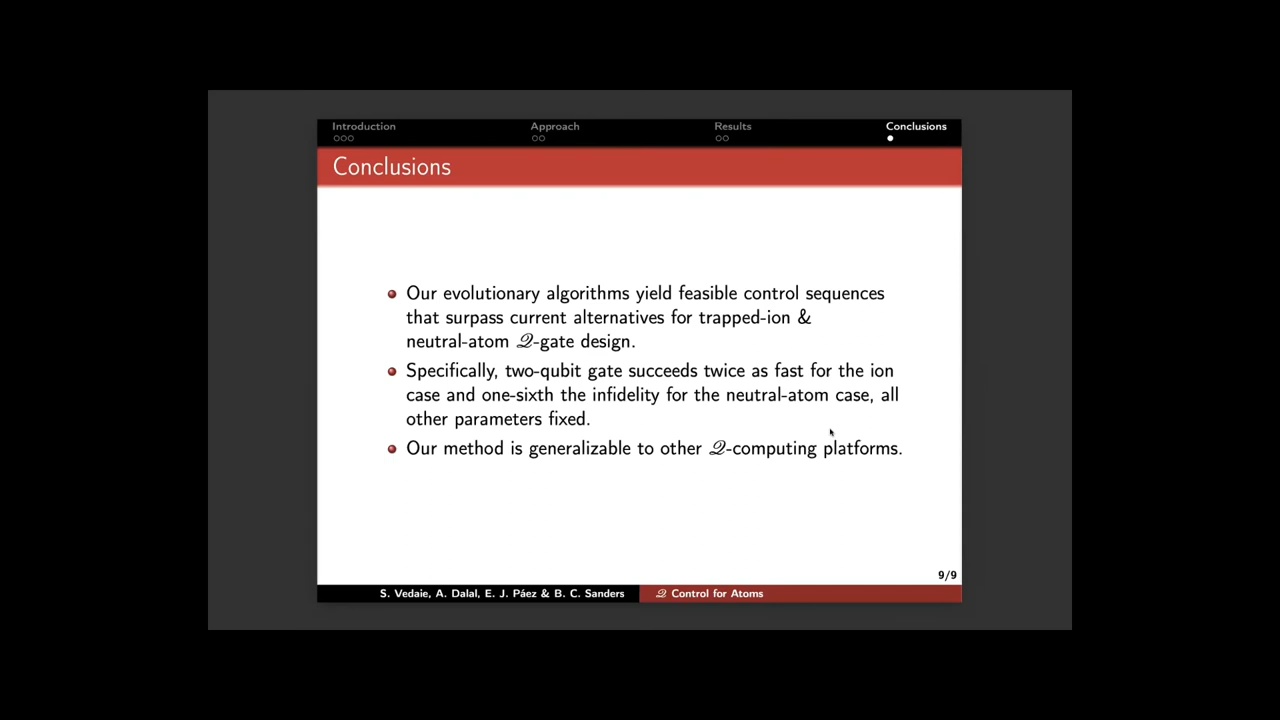 Introduction Approach Results Conclusions
Conclusions
Our evolutionary algorithms yield feasible control sequences
that surpass current alternatives for trapped-ion &
neutral-atom 𝒬-gate design.
Specifically, two-qubit gate succeeds twice as fast for the ion
case and one-sixth the infidelity for the neutral-atom case, all
other parameters fixed.
Our method is generalizable to other 𝒬-computing platforms.
9/9
S. Vedaie, A. Dalal, E. J. Páez & B. C. Sanders 𝒬 Control for Atoms